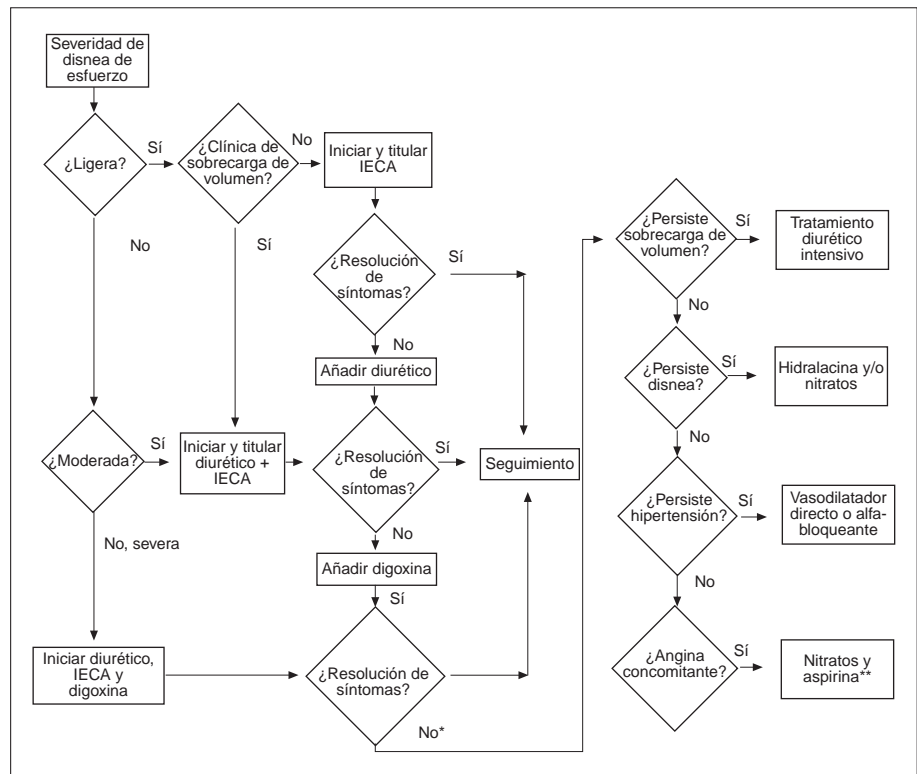 Severidad de
disnea de
esfuerzo
¿Ligera?
Sí
¿Clínica de
sobrecarga de
volumen?
No
Iniciar y titular
IECA
No
Sí
¿Resolución
de
síntomas?
Sí
No
Añadir diurético
¿Moderada?
Sí
Iniciar y titular
diurético +
IECA
¿Resolución
de
síntomas?
Sí
Seguimiento
No, severa
No
Añadir digoxina
Sí
Iniciar diurético,
IECA y
digoxina
¿Resolución de
síntomas?
No*
¿Persiste
sobrecarga de
volumen?
Sí
Tratamiento
diurético
intensivo
No
¿Persiste
disnea?
Sí
Hidralacina y/o
nitratos
No
¿Persiste
hipertensión?
Sí
Vasodilatador
directo o alfa-
bloqueante
No
¿Angina
concomitante?
Sí
Nitratos y
aspirina**